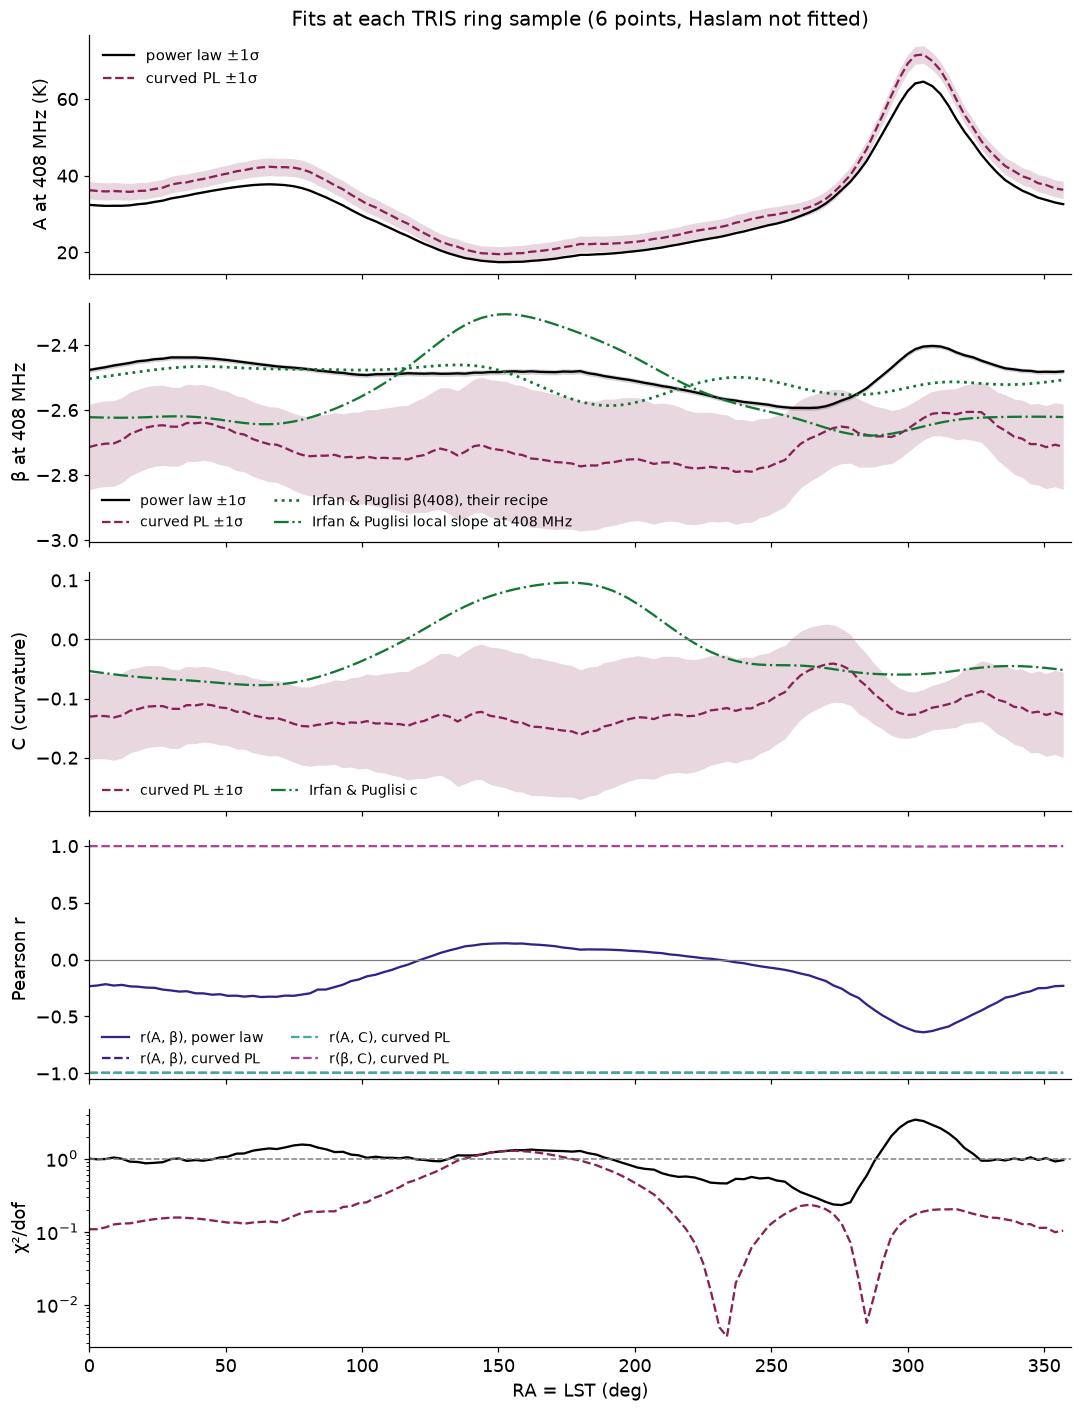 Fits at each TRIS ring sample (6 points, Haslam not fitted)
A at 408 MHz (K)
60
40
20
power law ±1σ
curved PL ±1σ
β at 408 MHz
−2.4
−2.6
−2.8
−3.0
power law ±1σ
curved PL ±1σ
Irfan & Puglisi β(408), their recipe
Irfan & Puglisi local slope at 408 MHz
C (curvature)
0.1
0.0
−0.1
−0.2
curved PL ±1σ
Irfan & Puglisi c
Pearson r
1.0
0.5
0.0
−0.5
−1.0
r(A, β), power law
r(A, β), curved PL
r(A, C), curved PL
r(β, C), curved PL
χ²/dof
10⁰
10⁻¹
10⁻²
0 50 100 150 200 250 300 350
RA = LST (deg)